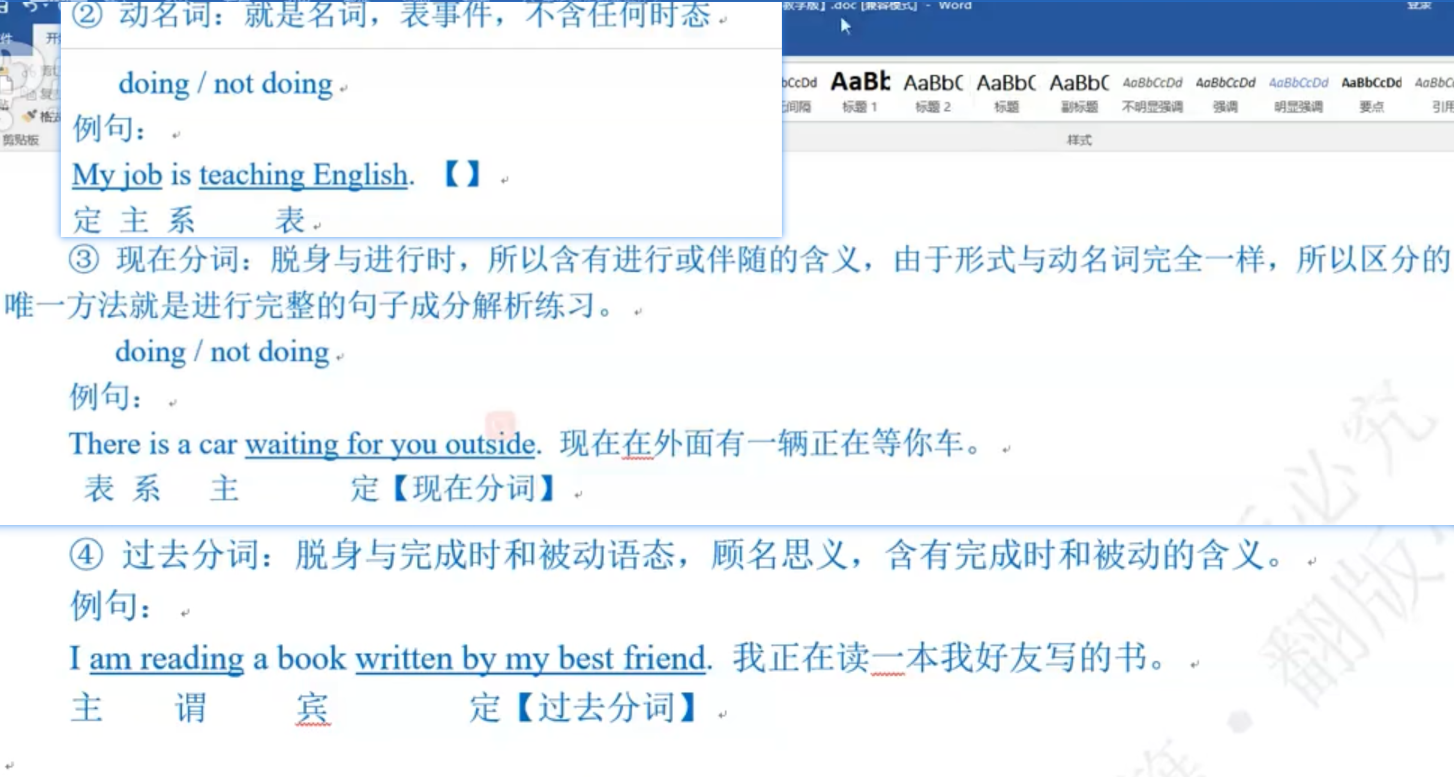 教学版】.doc [兼容模式] - Word
登录
② 动名词：就是名词，表事件，不含任何时态
AaBb AaBbC AaBbC AaBbC AaBbCcDd AaBbCcDd AaBbCcDd AaBbCcDd
标题 1 标题 2 标题 副标题 不明显强调 强调 明显强调 要点 引用
剪贴板
样式
doing / not doing
例句：
My job is teaching English. 【 】
定 主 系 表
③ 现在分词：脱身与进行时，所以含有进行或伴随的含义，由于形式与动名词完全一样，所以区分的
唯一方法就是进行完整的句子成分解析练习。
doing / not doing
例句：
There is a car waiting for you outside. 现在在外面有一辆正在等你车。
表 系 主 定【现在分词】
④ 过去分词：脱身与完成时和被动语态，顾名思义，含有完成时和被动的含义。
例句：
I am reading a book written by my best friend. 我正在读一本我好友写的书。
主 谓 宾 定【过去分词】
翻版必究